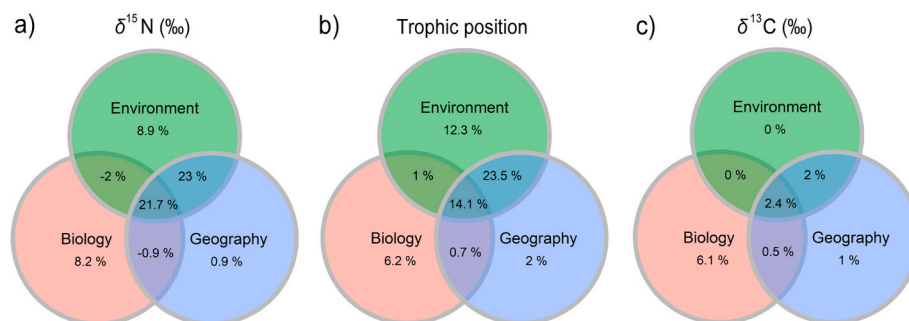 a) δ¹⁵ N (‰)
Environment
8.9 %
-2 %
23 %
21.7 %
Biology
8.2 %
-0.9 %
Geography
0.9 %
b) Trophic position
Environment
12.3 %
1 %
23.5 %
14.1 %
Biology
6.2 %
0.7 %
Geography
2 %
c) δ¹³ C (‰)
Environment
0 %
0 %
2 %
2.4 %
Biology
6.1 %
0.5 %
Geography
1 %